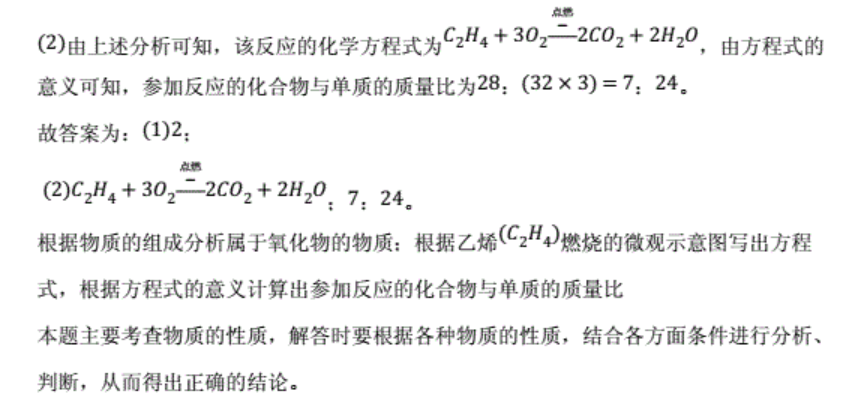 (2)由上述分析可知，该反应的化学方程式为C₂H₄ + 3O₂ 点燃 = 2CO₂ + 2H₂O，由方程式的
意义可知，参加反应的化合物与单质的质量比为28：(32 × 3) = 7：24。
故答案为：(1)2；
(2)C₂H₄ + 3O₂ 点燃 = 2CO₂ + 2H₂O；7：24。
根据物质的组成分析属于氧化物的物质；根据乙烯(C₂H₄)燃烧的微观示意图写出方程
式，根据方程式的意义计算出参加反应的化合物与单质的质量比
本题主要考查物质的性质，解答时要根据各种物质的性质，结合各方面条件进行分析、
判断，从而得出正确的结论。